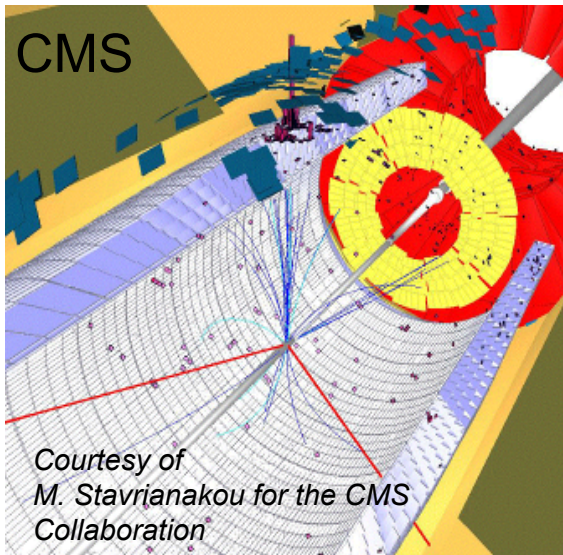 CMS
Courtesy of
M. Stavrianakou for the CMS
Collaboration